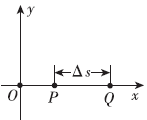 y
Δs
O P Q x